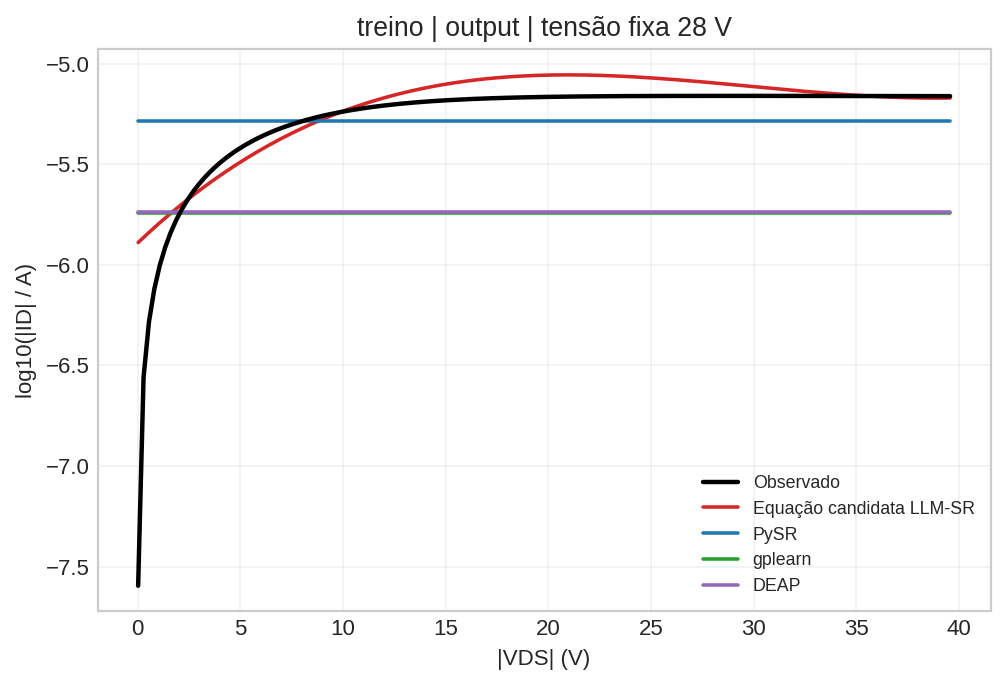 treino | output | tensão fixa 28 V
−5.0
−5.5
−6.0
−6.5
−7.0
−7.5
log10(|ID| / A)
Observado
Equação candidata LLM-SR
PySR
gplearn
DEAP
0 5 10 15 20 25 30 35 40
|VDS| (V)